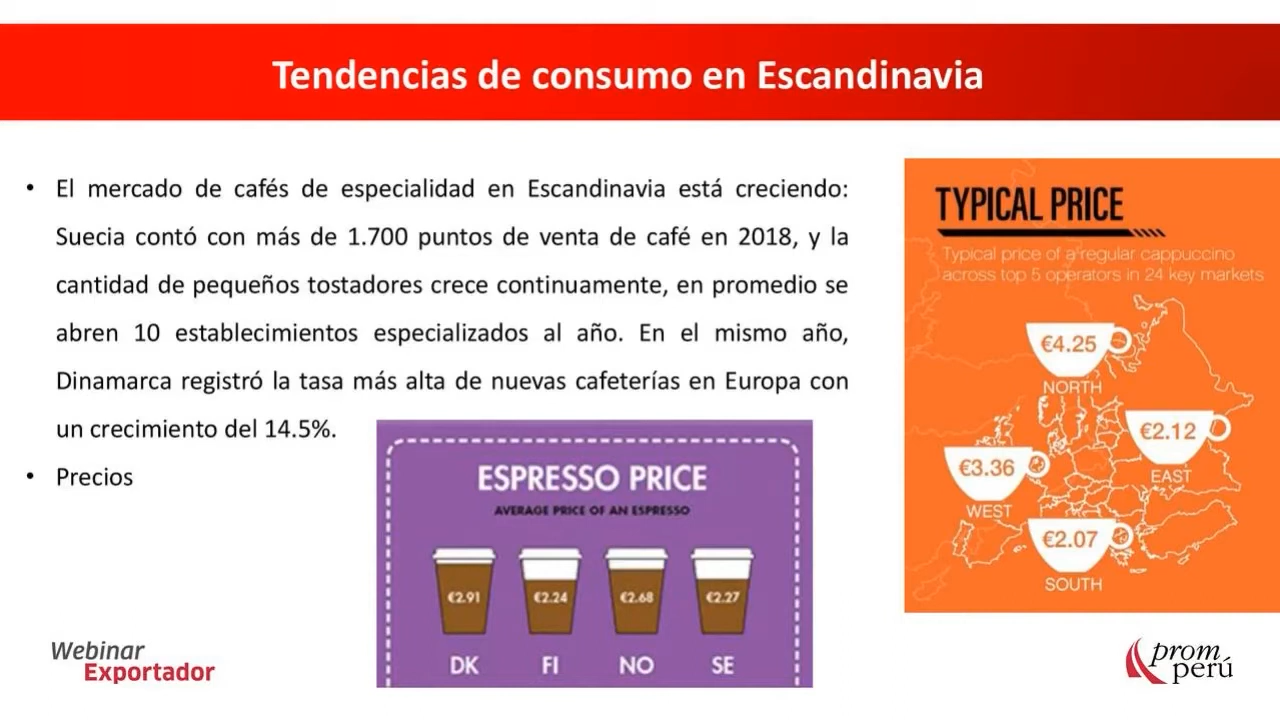 Tendencias de consumo en Escandinavia
• El mercado de cafés de especialidad en Escandinavia está creciendo:
Suecia contó con más de 1.700 puntos de venta de café en 2018, y la
cantidad de pequeños tostadores crece continuamente, en promedio se
abren 10 establecimientos especializados al año. En el mismo año,
Dinamarca registró la tasa más alta de nuevas cafeterías en Europa con
un crecimiento del 14.5%.
• Precios
ESPRESSO PRICE
AVERAGE PRICE OF AN ESPRESSO
€2.91 €2.24 €2.68 €2.27
DK FI NO SE
TYPICAL PRICE
Typical price of a regular cappuccino
across top 5 operators in 24 key markets
€4.25
NORTH
€2.12
EAST
€3.36
WEST
€2.07
SOUTH
Webinar
Exportador
prom
perú